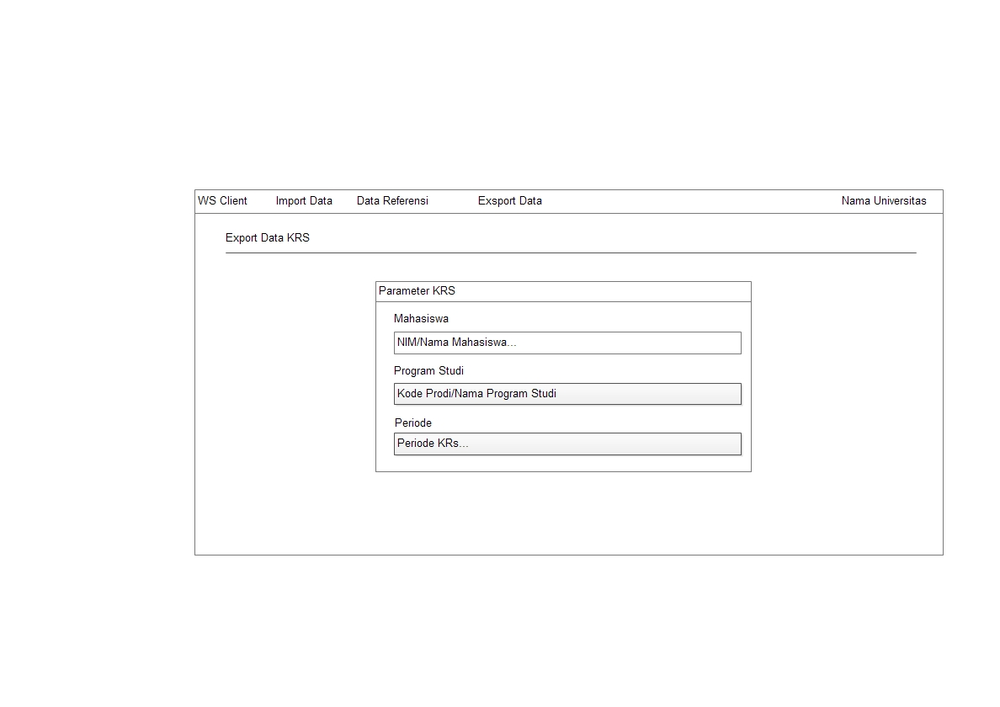 WS Client Import Data Data Referensi Exsport Data Nama Universitas
Export Data KRS
Parameter KRS
Mahasiswa
NIM/Nama Mahasiswa...
Program Studi
Kode Prodi/Nama Program Studi
Periode
Periode KRs...